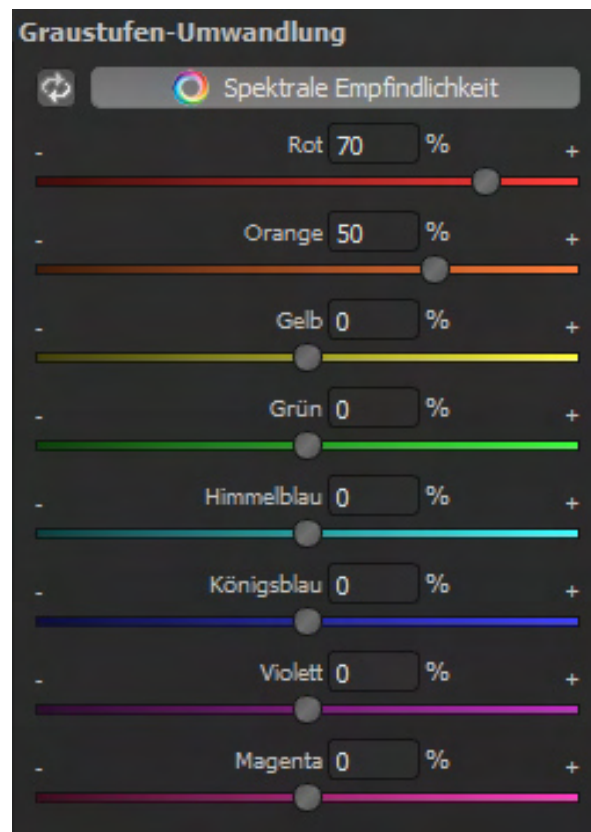 Graustufen-Umwandlung
Spektrale Empfindlichkeit
Rot 70 %
- +
Orange 50 %
- +
Gelb 0 %
- +
Grün 0 %
- +
Himmelblau 0 %
- +
Königsblau 0 %
- +
Violett 0 %
- +
Magenta 0 %
- +